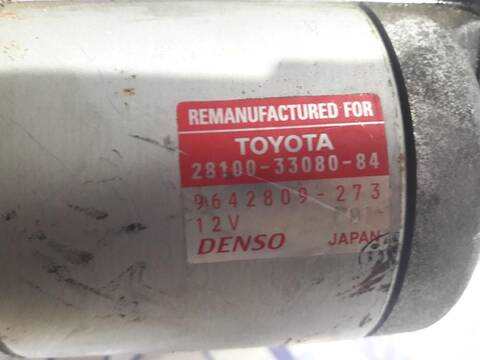 REMANUFACTURED FOR
TOYOTA
28100-33080-84
9642809-273
12V
DENSO JAPAN